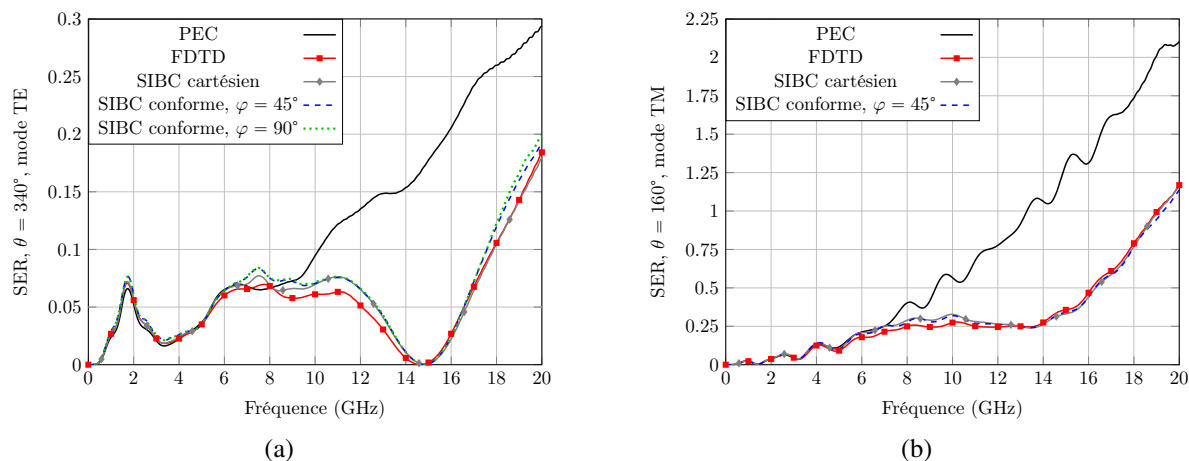 PEC
FDTD
SIBC cartésien
SIBC conforme, φ = 45°
SIBC conforme, φ = 90°
0.3
0.25
0.2
0.15
0.1
0.05
0
0 2 4 6 8 10 12 14 16 18 20
SER, θ = 340°, mode TE
Fréquence (GHz)
(a)
PEC
FDTD
SIBC cartésien
SIBC conforme, φ = 45°
2.25
2
1.75
1.5
1.25
1
0.75
0.5
0.25
0
0 2 4 6 8 10 12 14 16 18 20
SER, θ = 160°, mode TM
Fréquence (GHz)
(b)